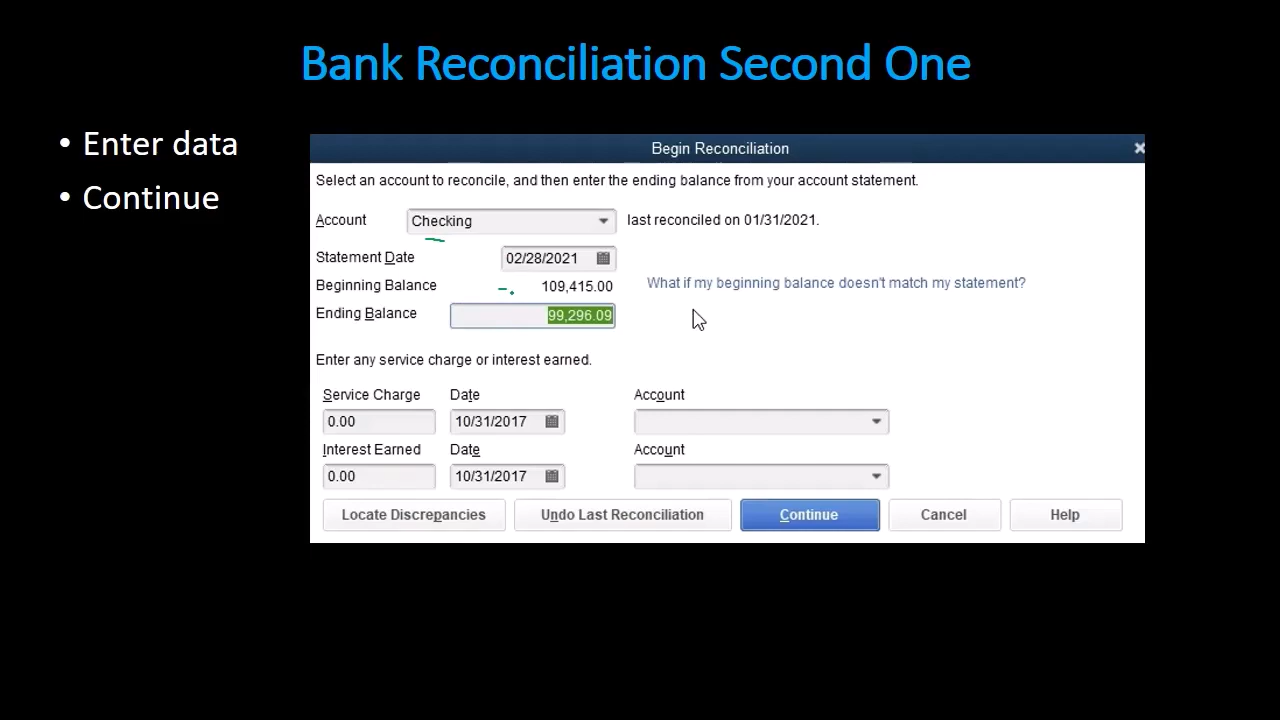 Bank Reconciliation Second One
• Enter data
• Continue
Begin Reconciliation
Select an account to reconcile, and then enter the ending balance from your account statement.
Account Checking last reconciled on 01/31/2021.
Statement Date 02/28/2021
Beginning Balance 109,415.00 What if my beginning balance doesn't match my statement?
Ending Balance 99,296.09
Enter any service charge or interest earned.
Service Charge Date Account
0.00 10/31/2017
Interest Earned Date Account
0.00 10/31/2017
Locate Discrepancies Undo Last Reconciliation Continue Cancel Help